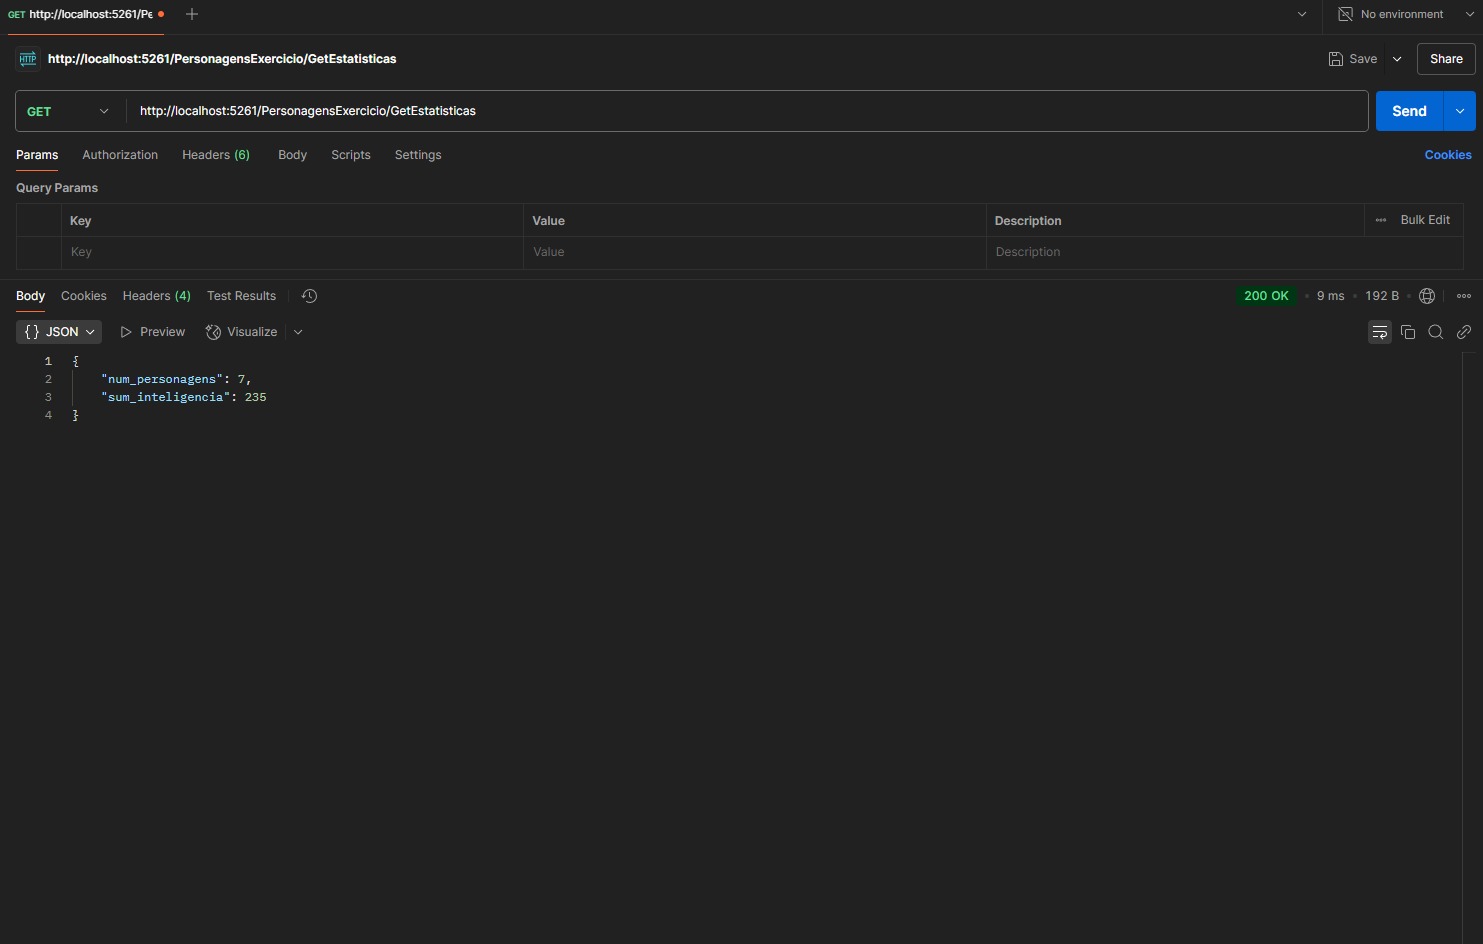 GET http://localhost:5261/Pe
No environment
HTTP http://localhost:5261/PersonagensExercicio/GetEstatisticas
Save
Share
GET
http://localhost:5261/PersonagensExercicio/GetEstatisticas
Send
Params Authorization Headers (6) Body Scripts Settings
Cookies
Query Params
Key Value Description Bulk Edit
Key Value Description
Body Cookies Headers (4) Test Results
200 OK • 9 ms • 192 B
{} JSON Preview Visualize
1 {
2 "num_personagens": 7,
3 "sum_inteligencia": 235
4 }